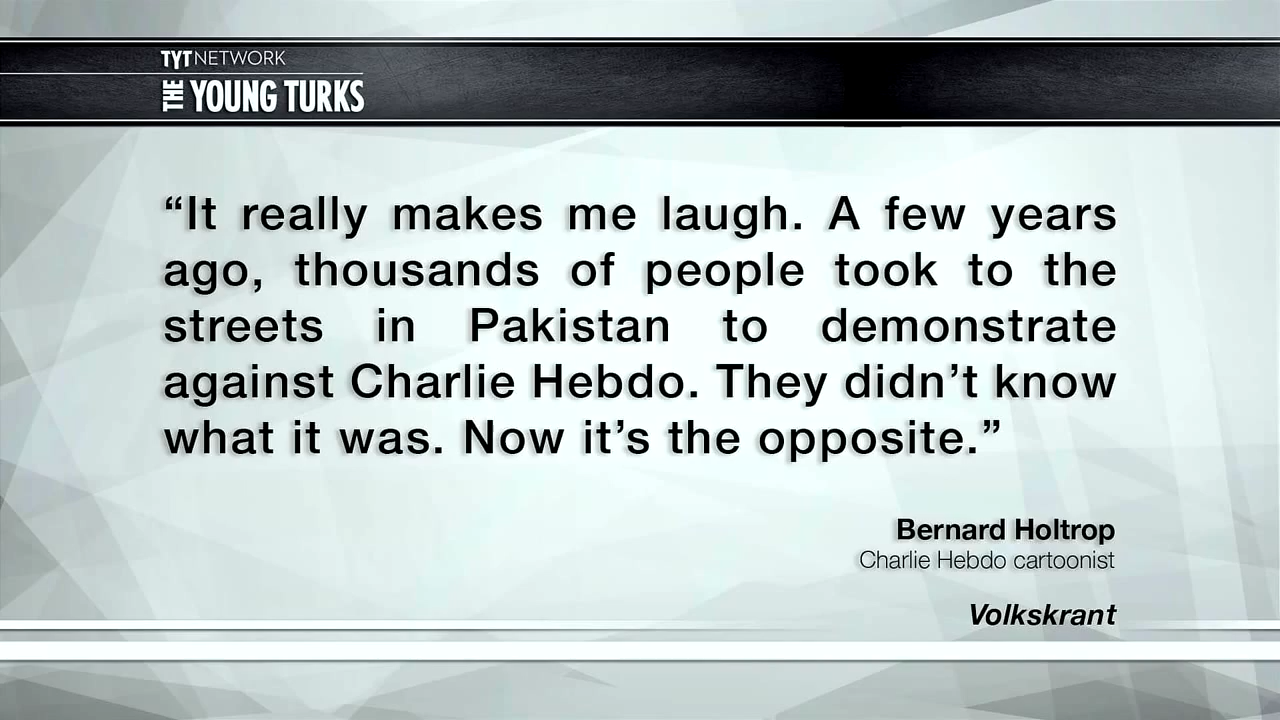 TYT NETWORK
THE YOUNG TURKS
“It really makes me laugh. A few years
ago, thousands of people took to the
streets in Pakistan to demonstrate
against Charlie Hebdo. They didn’t know
what it was. Now it’s the opposite.”
Bernard Holtrop
Charlie Hebdo cartoonist
Volkskrant